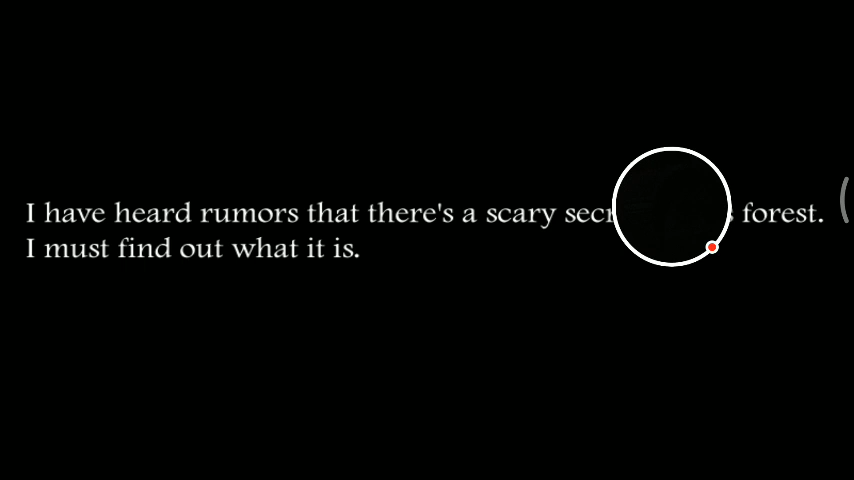 I have heard rumors that there's a scary forest.
I must find out what it is.